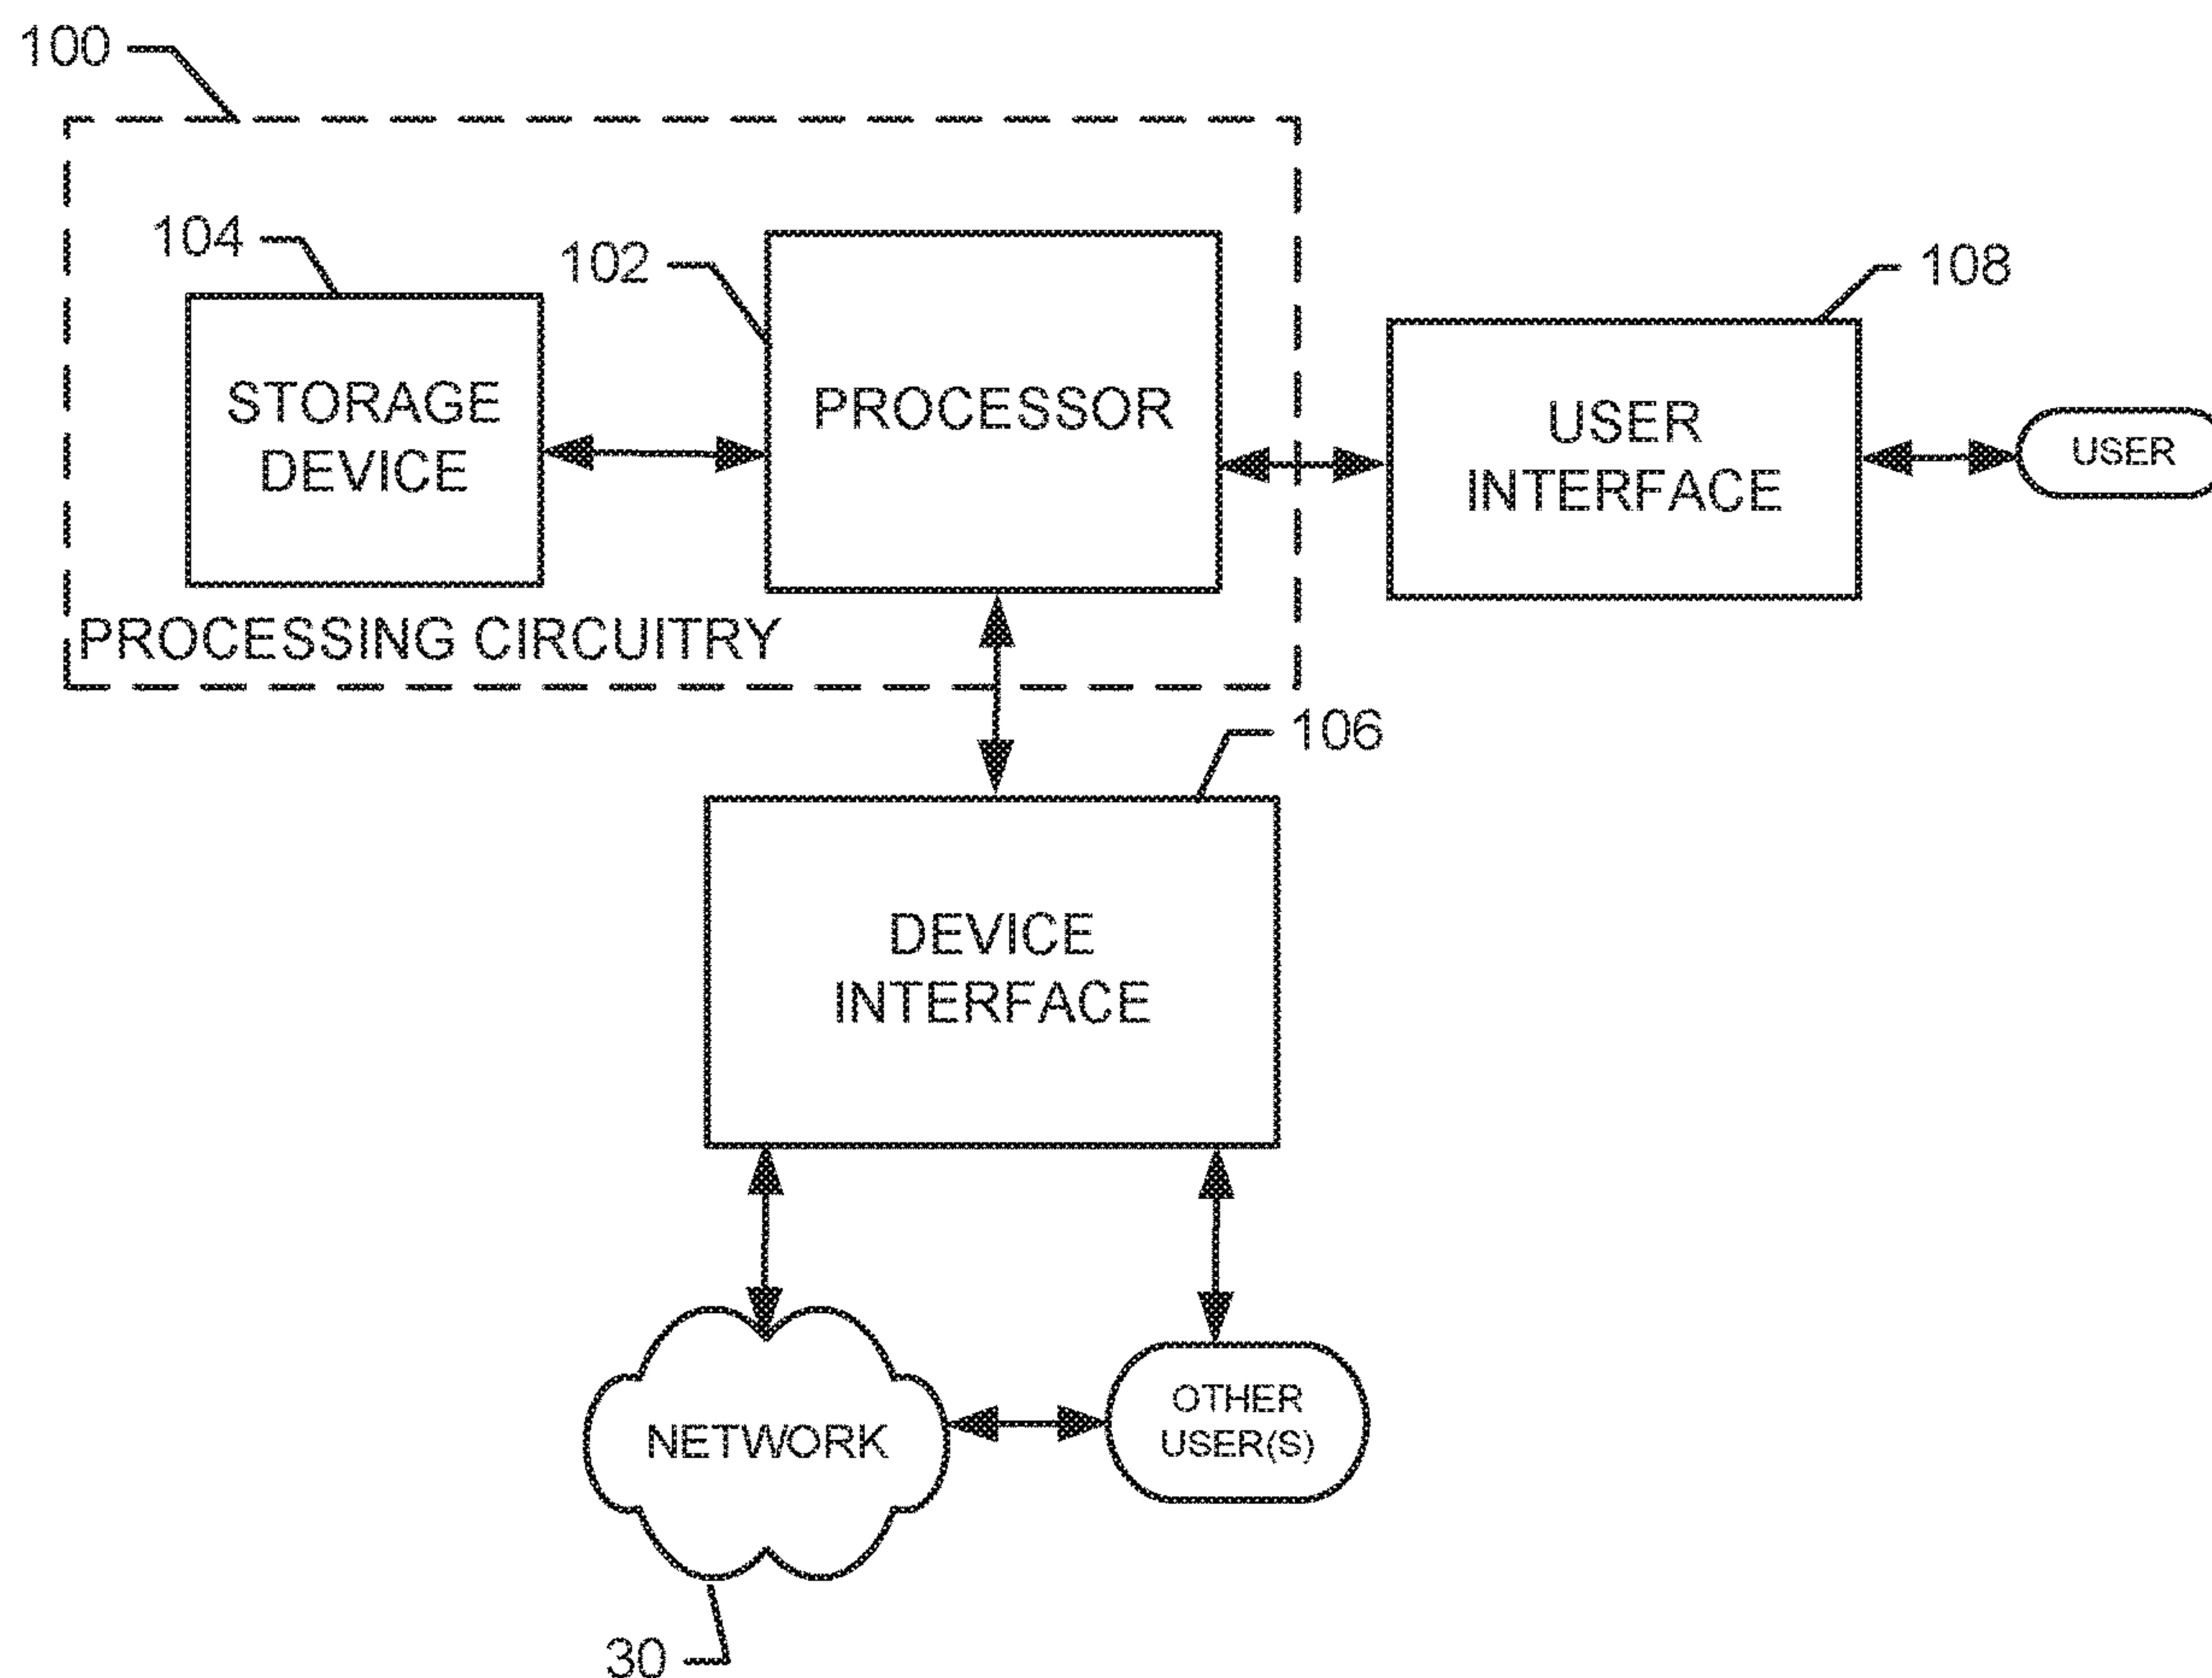 100
104
102
108
STORAGE
DEVICE
PROCESSOR
USER
INTERFACE
USER
PROCESSING CIRCUITRY
106
DEVICE
INTERFACE
NETWORK
OTHER
USER(S)
30